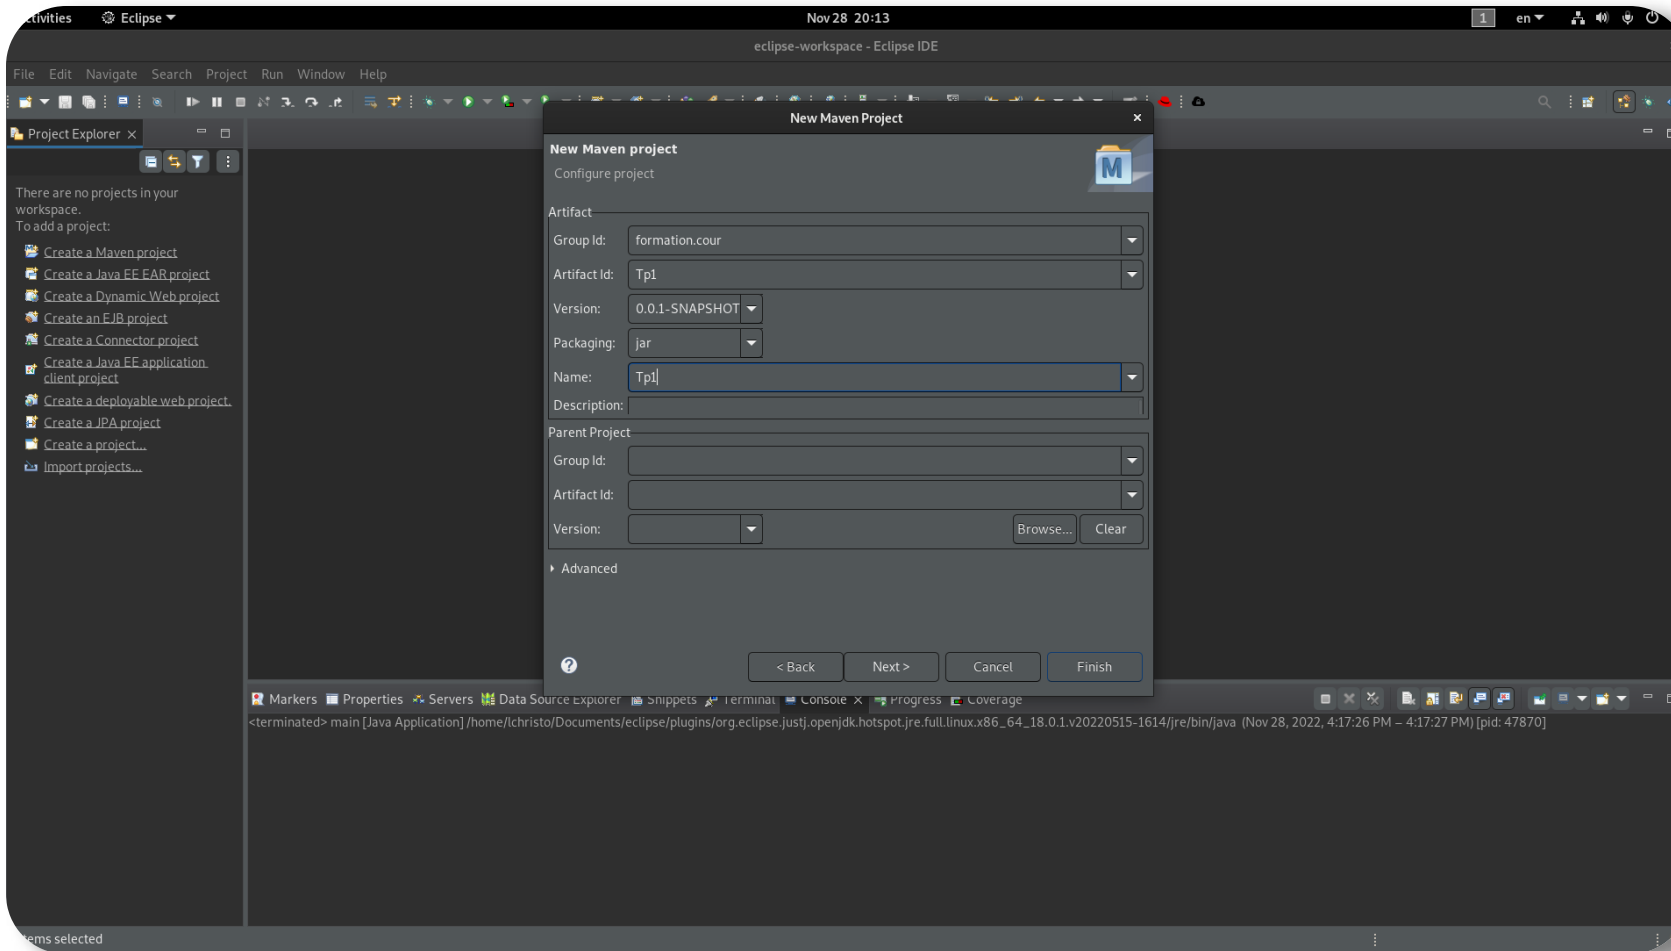 Nov 28 20:13
Eclipse
1
en
eclipse-workspace - Eclipse IDE
File Edit Navigate Search Project Run Window Help
Project Explorer
There are no projects in your
workspace.
To add a project:
Create a Maven project
Create a Java EE EAR project
Create a Dynamic Web project
Create an EJB project
Create a Connector project
Create a Java EE application
client project
Create a deployable web project.
Create a JPA project
Create a project...
Import projects...
New Maven Project
New Maven project
Configure project
M
Artifact
Group Id: formation.cour
Artifact Id: Tp1
Version: 0.0.1-SNAPSHOT
Packaging: jar
Name: Tp1
Description:
Parent Project
Group Id:
Artifact Id:
Version: Browse... Clear
Advanced
? < Back Next > Cancel Finish
Markers Properties Servers Data Source Explorer Snippets Terminal Console Progress Coverage
<terminated> main [Java Application] /home/lchristo/Documents/eclipse/plugins/org.eclipse.justj.openjdk.hotspot.jre.full.linux.x86_64_18.0.1.v20220515-1614/jre/bin/java (Nov 28, 2022, 4:17:26 PM – 4:17:27 PM) [pid: 47870]
selected